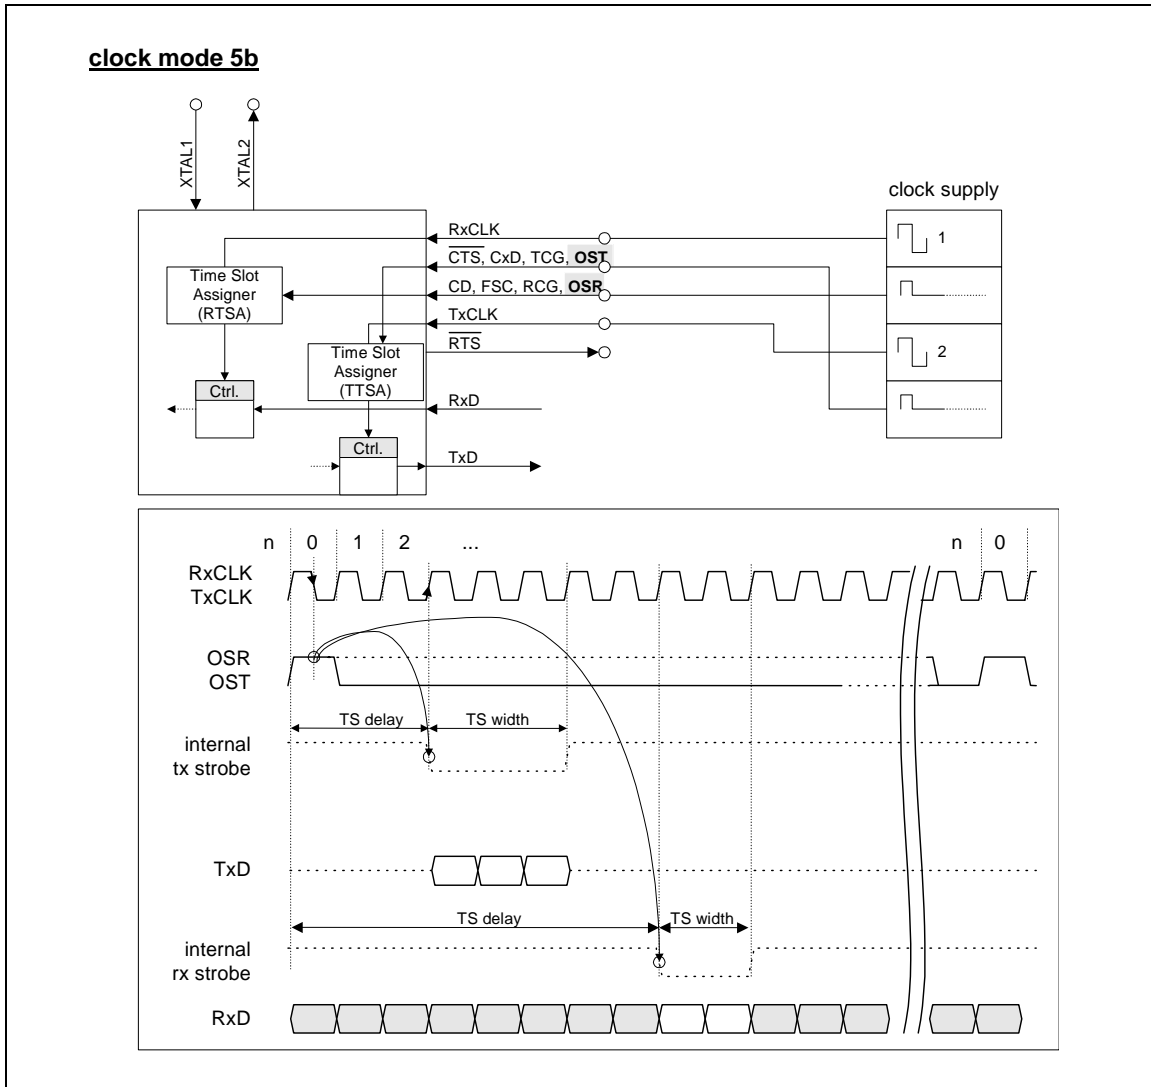 clock mode 5b
XTAL1
XTAL2
clock supply
RxCLK
1
CTS, CxD, TCG, OST
Time Slot
Assigner
(RTSA)
CD, FSC, RCG, OSR
TxCLK
RTS
2
Time Slot
Assigner
(TTSA)
Ctrl.
RxD
Ctrl.
TxD
n 0 1 2 ... n 0
RxCLK
TxCLK
OSR
OST
TS delay TS width
internal
tx strobe
TxD
TS delay TS width
internal
rx strobe
RxD